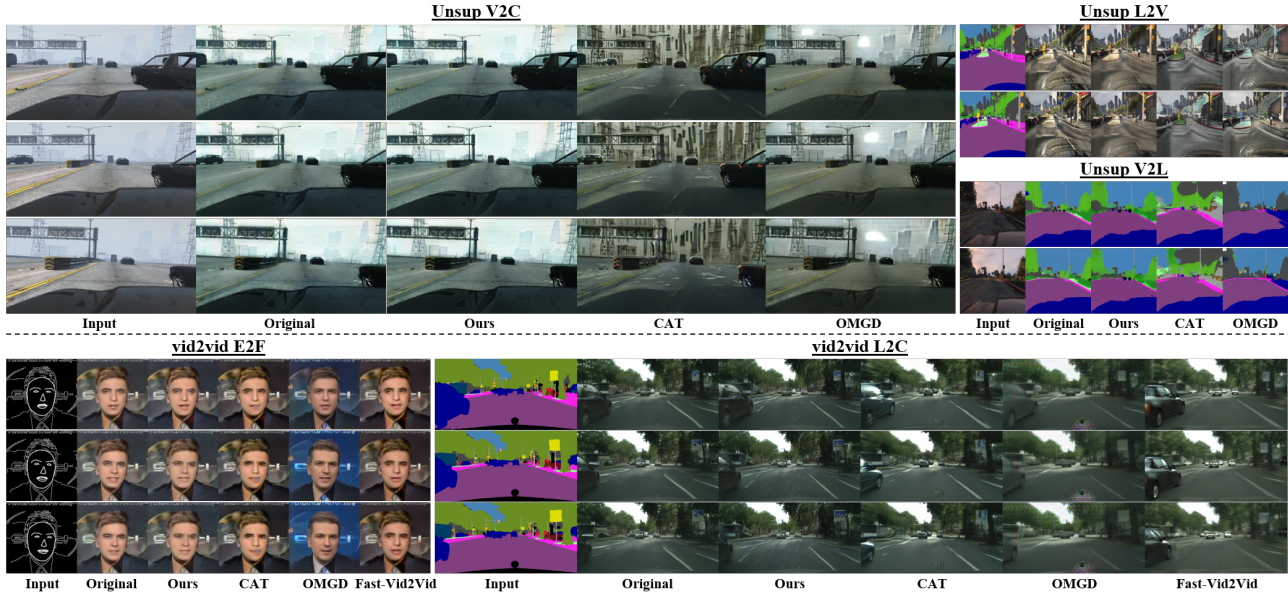 Unsup V2C
Unsup L2V
Unsup V2L
Input Original Ours CAT OMGD
Input Original Ours CAT OMGD
vid2vid E2F
vid2vid L2C
Input Original Ours CAT OMGD Fast-Vid2Vid
Input Original Ours CAT OMGD Fast-Vid2Vid